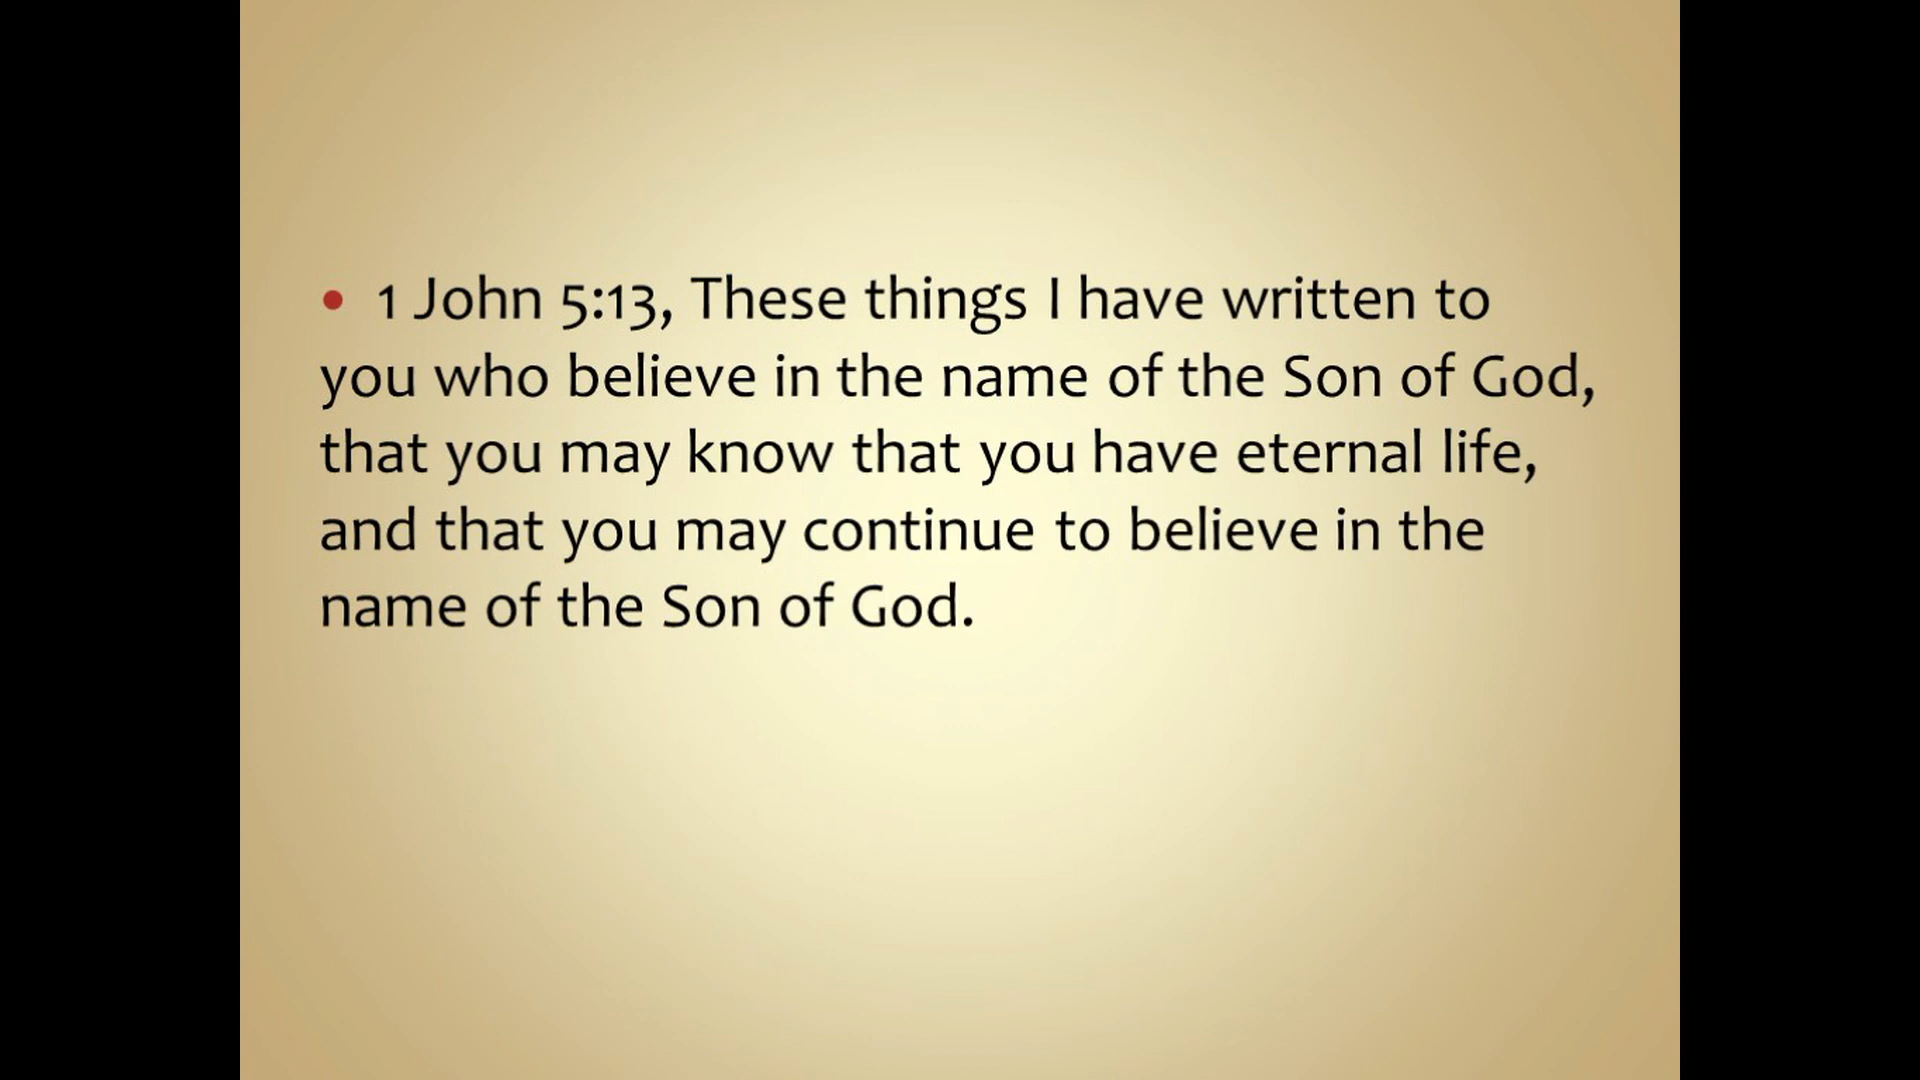 • 1 John 5:13, These things I have written to
you who believe in the name of the Son of God,
that you may know that you have eternal life,
and that you may continue to believe in the
name of the Son of God.